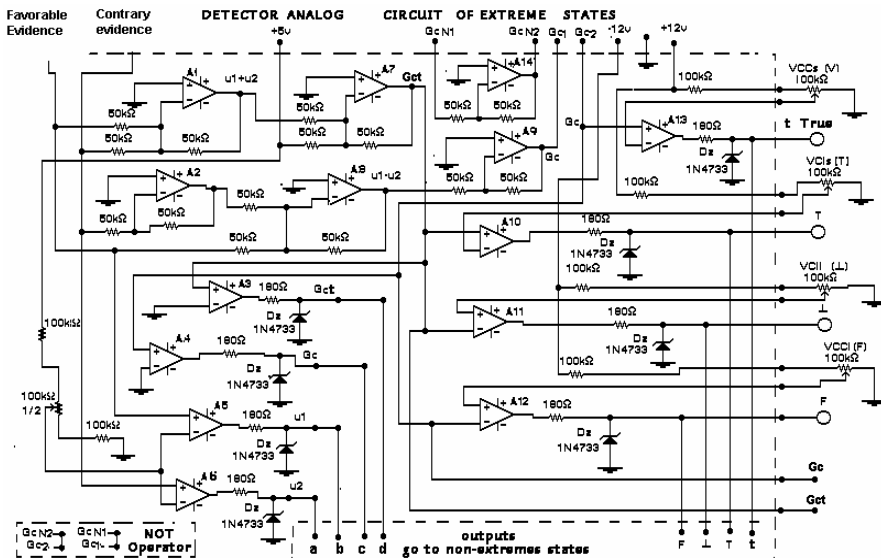 Favorable
Evidence
Contrary
evidence
DETECTOR ANALOG CIRCUIT OF EXTREME STATES
+5v
GcN1
GcN2
Gc1
Gc2
-12v
+12v
A1
u1+u2
50kΩ
50kΩ
A7
Gct
50kΩ
50kΩ
A14
50kΩ
50kΩ
A9
Gc
50kΩ
50kΩ
Gc
100kΩ
VCCs (V)
100kΩ
A13
180Ω
Dz
1N4733
t True
A2
50kΩ
50kΩ
50kΩ
A8
u1-u2
50kΩ
50kΩ
100kΩ
VCIs [T]
100kΩ
A10
180Ω
Dz
1N4733
T
A3
180Ω
Gct
Dz
1N4733
100kΩ
VCII (⊥)
100kΩ
A11
180Ω
Dz
1N4733
⊥
100kΩ
A4
180Ω
Gc
Dz
1N4733
100kΩ
VCCI (F)
100kΩ
100kΩ
1/2
100kΩ
A5
180Ω
u1
Dz
1N4733
A12
180Ω
Dz
1N4733
F
A6
180Ω
u2
Dz
1N4733
Gc
Gct
GcN2
GcN1
Gc2
Gc1
NOT
Operator
a b c d
outputs
go to non-extremes states
F ⊥ T t